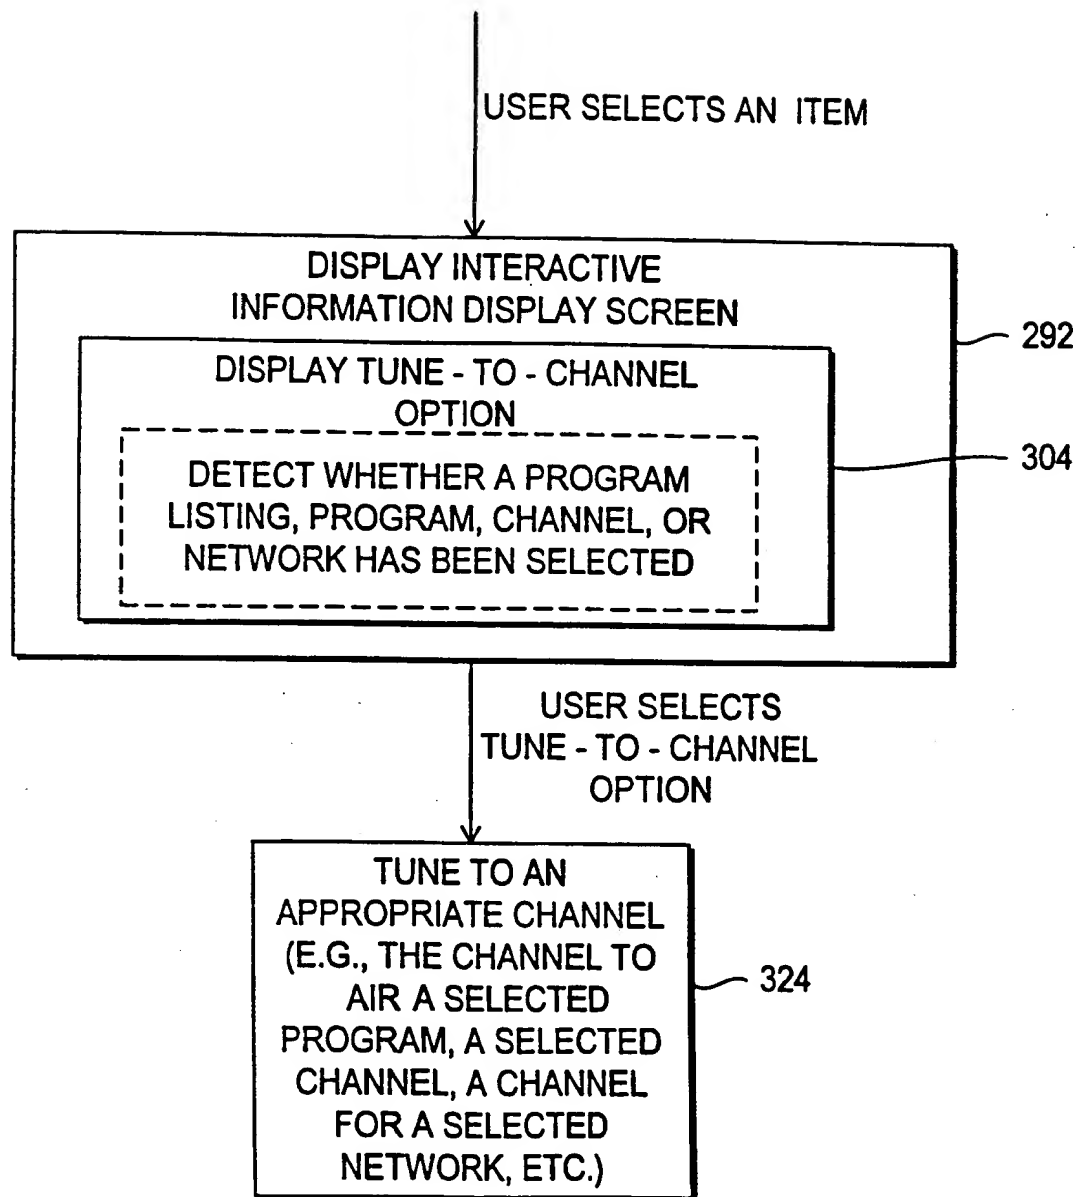 USER SELECTS AN ITEM
DISPLAY INTERACTIVE
INFORMATION DISPLAY SCREEN
292
DISPLAY TUNE - TO - CHANNEL
OPTION
304
DETECT WHETHER A PROGRAM
LISTING, PROGRAM, CHANNEL, OR
NETWORK HAS BEEN SELECTED
USER SELECTS
TUNE - TO - CHANNEL
OPTION
TUNE TO AN
APPROPRIATE CHANNEL
(E.G., THE CHANNEL TO
AIR A SELECTED
PROGRAM, A SELECTED
CHANNEL, A CHANNEL
FOR A SELECTED
NETWORK, ETC.)
324